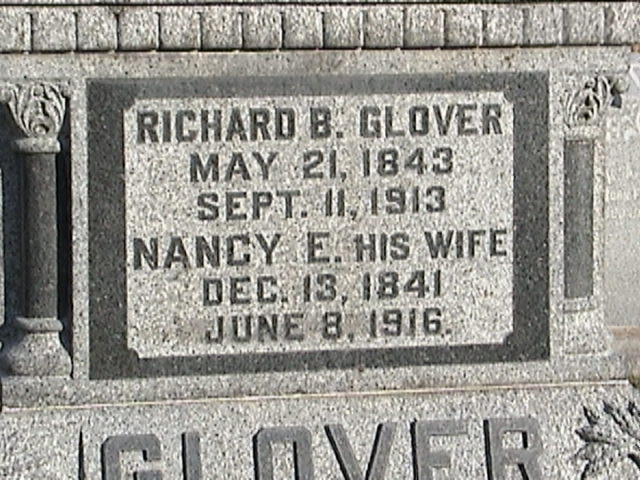 RICHARD B. GLOVER
MAY 21, 1843
SEPT. 11, 1913
NANCY E. HIS WIFE
DEC. 13, 1841
JUNE 8, 1916.
GLOVER